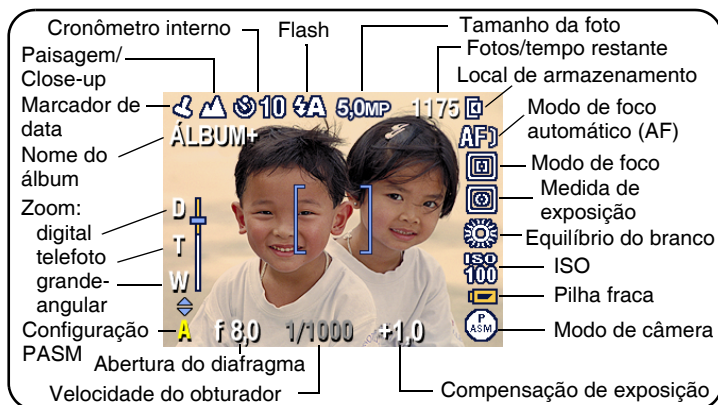 Cronômetro interno
Flash
Tamanho da foto
Fotos/tempo restante
Local de armazenamento
Paisagem/
Close-up
Marcador de
data
Nome do
álbum
Zoom:
digital
telefoto
grande-
angular
Configuração
PASM
Abertura do diafragma
Velocidade do obturador
10 ϟA 5,0MP 1175
ÁLBUM+
AF
D
T
W
ISO
100
P
ASM
A f 8,0 1/1000 +1,0
Modo de foco
automático (AF)
Modo de foco
Medida de
exposição
Equilíbrio do branco
ISO
Pilha fraca
Modo de câmera
Compensação de exposição